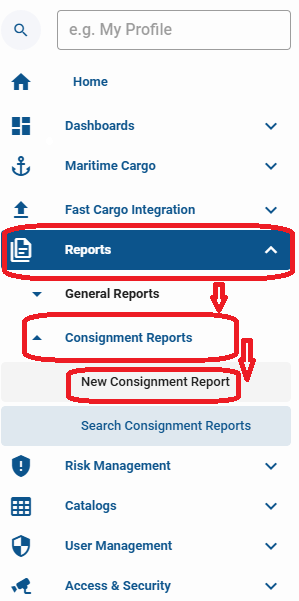 e.g. My Profile
Home
Dashboards
Maritime Cargo
Fast Cargo Integration
Reports
General Reports
Consignment Reports
New Consignment Report
Search Consignment Reports
Risk Management
Catalogs
User Management
Access & Security